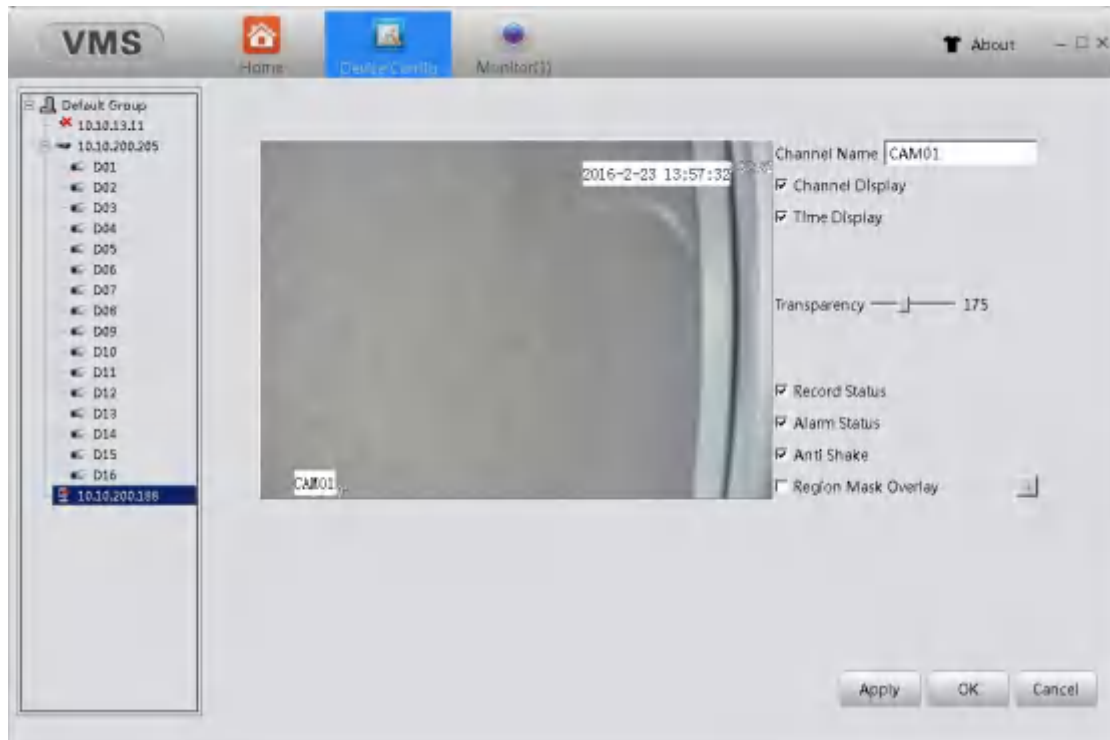 VMS
Home
Device Config
Monitor(1)
About
Default Group
10.10.13.11
10.10.200.205
D01
D02
D03
D04
D05
D06
D07
D08
D09
D10
D11
D12
D13
D14
D15
D16
10.10.200.186
2016-2-23 13:57:32
CAM01
Channel Name CAM01
Channel Display
Time Display
Transparency 175
Record Status
Alarm Status
Anti Shake
Region Mask Overlay
Apply OK Cancel